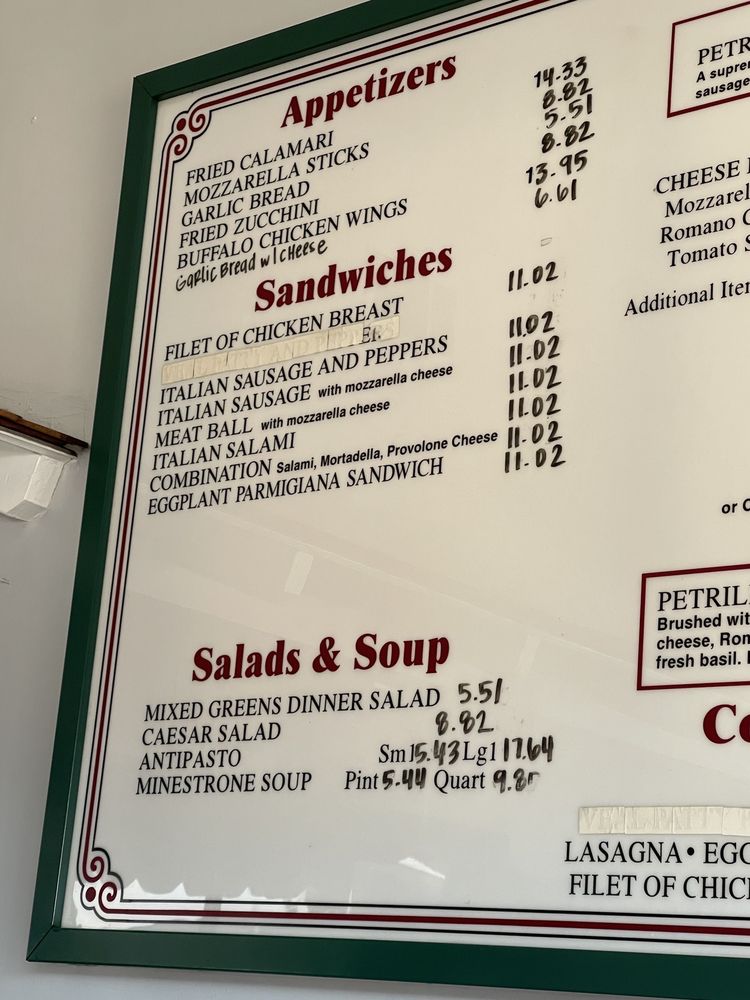 Appetizers
FRIED CALAMARI 14.33
MOZZARELLA STICKS 8.82
GARLIC BREAD 5.51
FRIED ZUCCHINI 8.82
BUFFALO CHICKEN WINGS 13.95
Garlic Bread w/cHeese 6.61
Sandwiches
FILET OF CHICKEN BREAST 11.02
ITALIAN SAUSAGE AND PEPPERS 11.02
ITALIAN SAUSAGE with mozzarella cheese 11.02
MEAT BALL with mozzarella cheese 11.02
ITALIAN SALAMI 11.02
COMBINATION Salami, Mortadella, Provolone Cheese 11.02
EGGPLANT PARMIGIANA SANDWICH 11.02
Salads & Soup
MIXED GREENS DINNER SALAD 5.51
CAESAR SALAD 8.82
ANTIPASTO Sm 15.43 Lg 17.64
MINESTRONE SOUP Pint 5.44 Quart
PETR
A supre
sausage
CHEESE
Mozzarel
Romano
Tomato
Additional Ite
or
PETRIL
Brushed wit
cheese, Rom
fresh basil.
LASAGNA • EGG
FILET OF CHIC